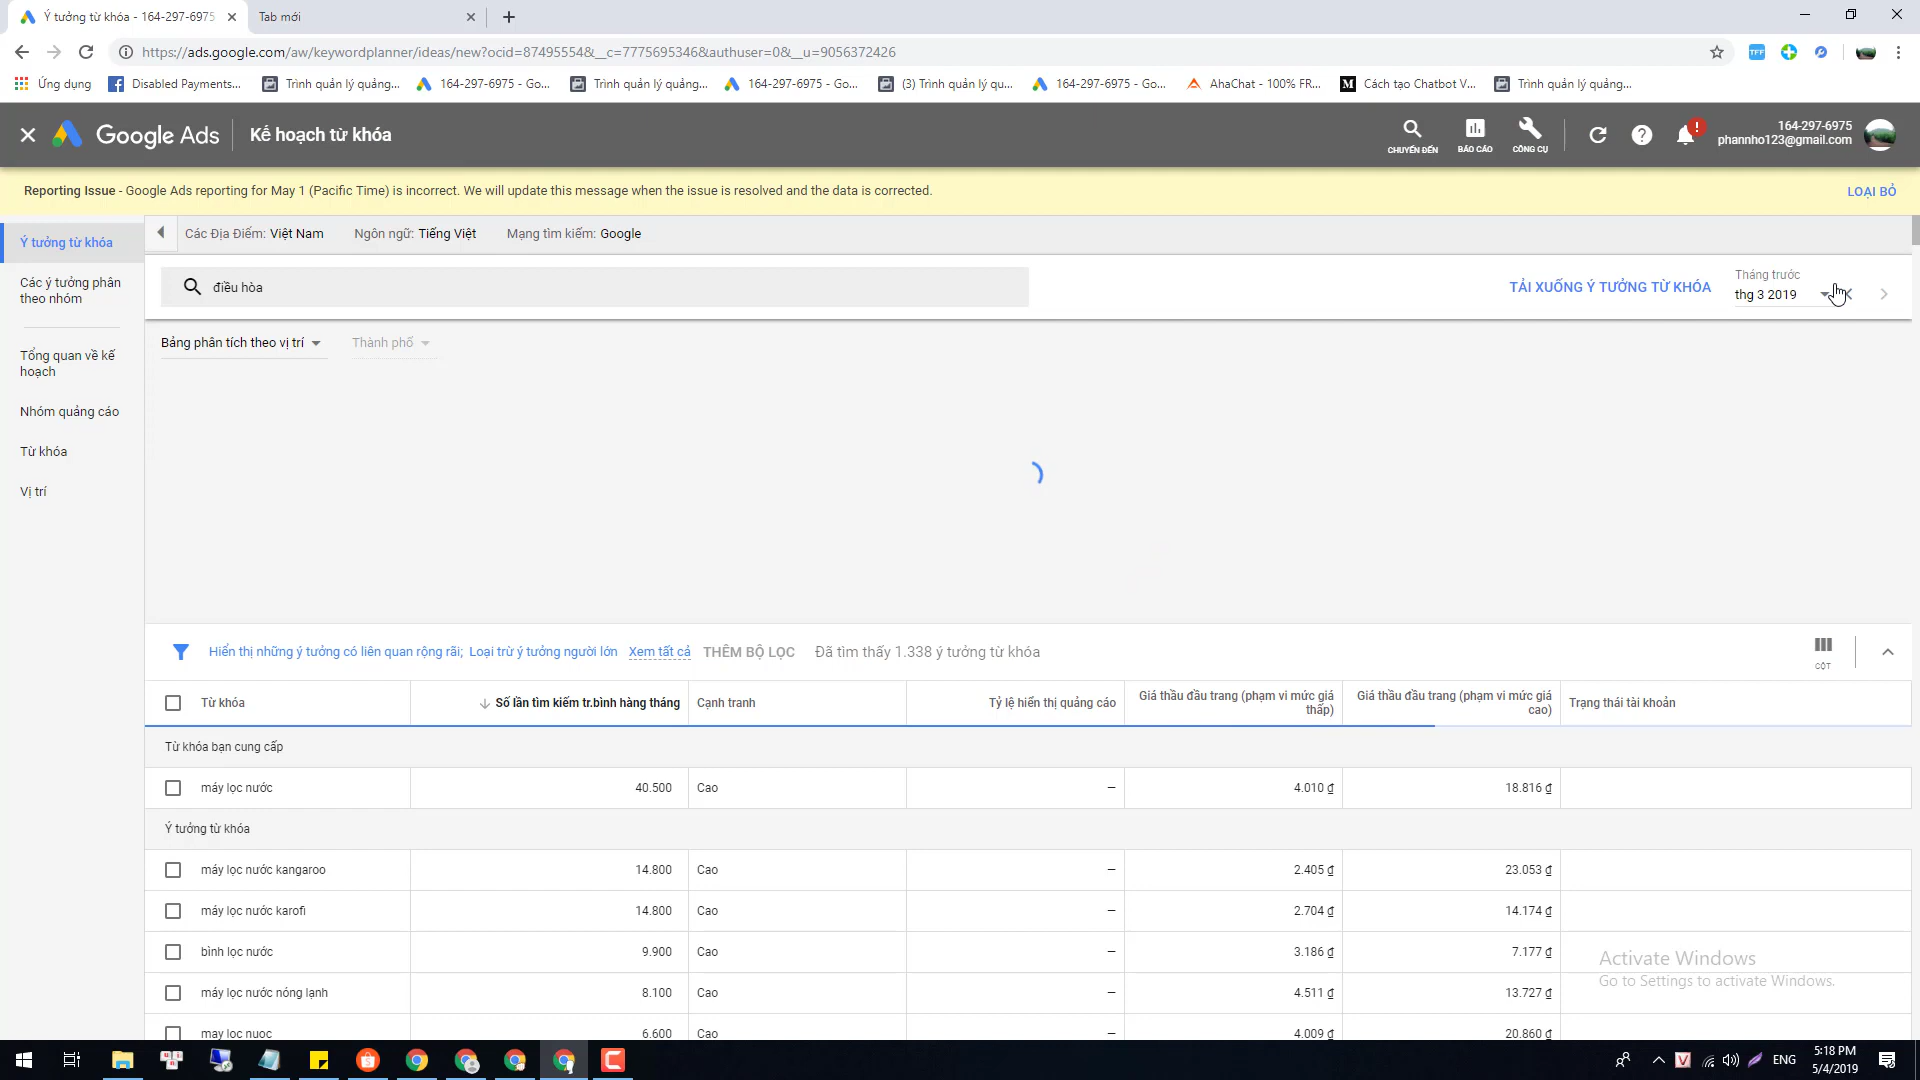 Ý tưởng từ khóa - 164-297-6975
Tab mới
https://ads.google.com/aw/keywordplanner/ideas/new?ocid=87495554&__c=7775695346&authuser=0&__u=9056372426
Ứng dụng
Disabled Payments...
Trình quản lý quảng...
164-297-6975 - Go...
Trình quản lý quảng...
164-297-6975 - Go...
(3) Trình quản lý qu...
164-297-6975 - Go...
AhaChat - 100% FR...
Cách tạo Chatbot V...
Trình quản lý quảng...
Google Ads
Kế hoạch từ khóa
CHUYỂN ĐẾN
BÁO CÁO
CÔNG CỤ
164-297-6975
phannho123@gmail.com
Reporting Issue - Google Ads reporting for May 1 (Pacific Time) is incorrect. We will update this message when the issue is resolved and the data is corrected.
LOẠI BỎ
Ý tưởng từ khóa
Các ý tưởng phân
theo nhóm
Tổng quan về kế
hoạch
Nhóm quảng cáo
Từ khóa
Vị trí
Các Địa Điểm: Việt Nam
Ngôn ngữ: Tiếng Việt
Mạng tìm kiếm: Google
điều hòa
TẢI XUỐNG Ý TƯỞNG TỪ KHÓA
Tháng trước
thg 3 2019
Bảng phân tích theo vị trí
Thành phố
Hiển thị những ý tưởng có liên quan rộng rãi; Loại trừ ý tưởng người lớn
Xem tất cả
THÊM BỘ LỌC
Đã tìm thấy 1.338 ý tưởng từ khóa
CỘT
Từ khóa
Số lần tìm kiếm tr.bình hàng tháng
Cạnh tranh
Tỷ lệ hiển thị quảng cáo
Giá thầu đầu trang (phạm vi mức giá
thấp)
Giá thầu đầu trang (phạm vi mức giá
cao)
Trạng thái tài khoản
Từ khóa bạn cung cấp
máy lọc nước 40.500 Cao – 4.010 ₫ 18.816 ₫
Ý tưởng từ khóa
máy lọc nước kangaroo 14.800 Cao – 2.405 ₫ 23.053 ₫
máy lọc nước karofi 14.800 Cao – 2.704 ₫ 14.174 ₫
bình lọc nước 9.900 Cao – 3.186 ₫ 7.177 ₫
máy lọc nước nóng lạnh 8.100 Cao – 4.511 ₫ 13.727 ₫
may loc nuoc 6.600 Cao – 4.009 ₫ 20.860 ₫
Activate Windows
Go to Settings to activate Windows.
ENG
5:18 PM
5/4/2019